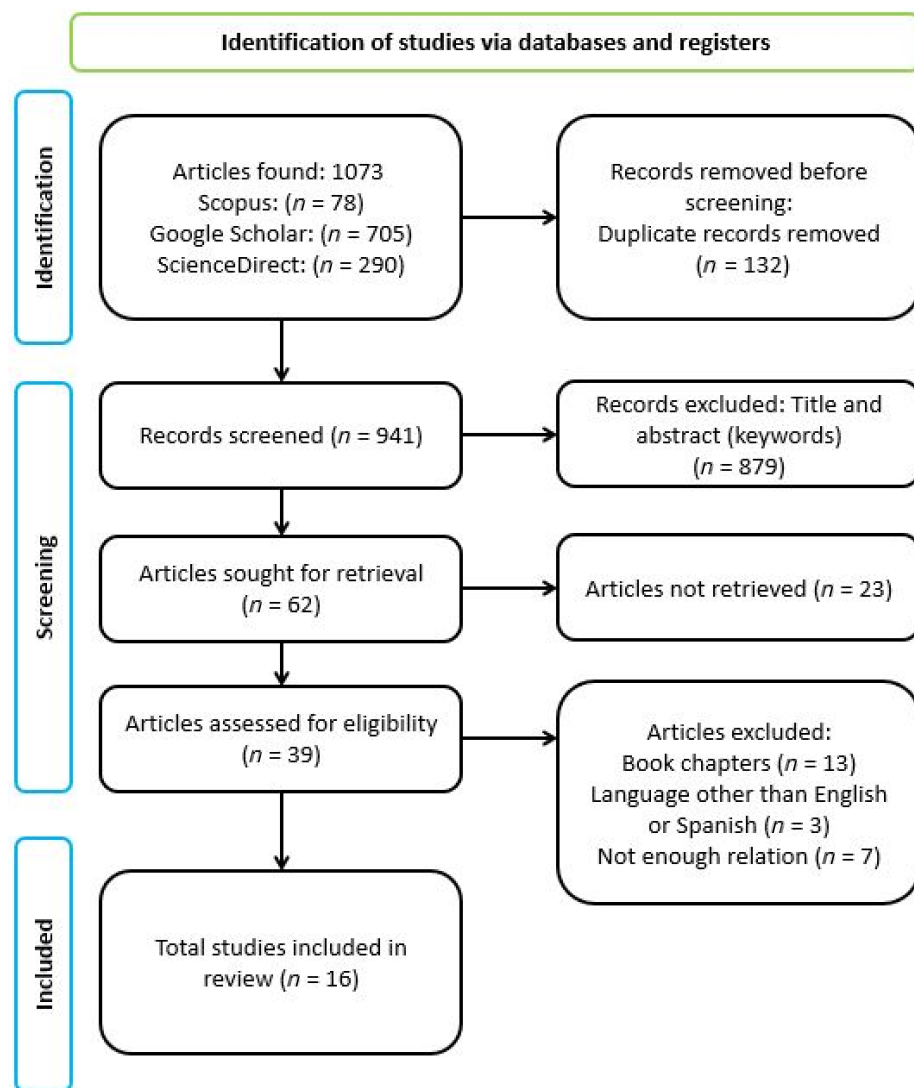 Identification of studies via databases and registers
Identification
Articles found: 1073
Scopus: (n = 78)
Google Scholar: (n = 705)
ScienceDirect: (n = 290)
Records removed before
screening:
Duplicate records removed
(n = 132)
Screening
Records screened (n = 941)
Records excluded: Title and
abstract (keywords)
(n = 879)
Articles sought for retrieval
(n = 62)
Articles not retrieved (n = 23)
Articles assessed for eligibility
(n = 39)
Articles excluded:
Book chapters (n = 13)
Language other than English
or Spanish (n = 3)
Not enough relation (n = 7)
Included
Total studies included in
review (n = 16)